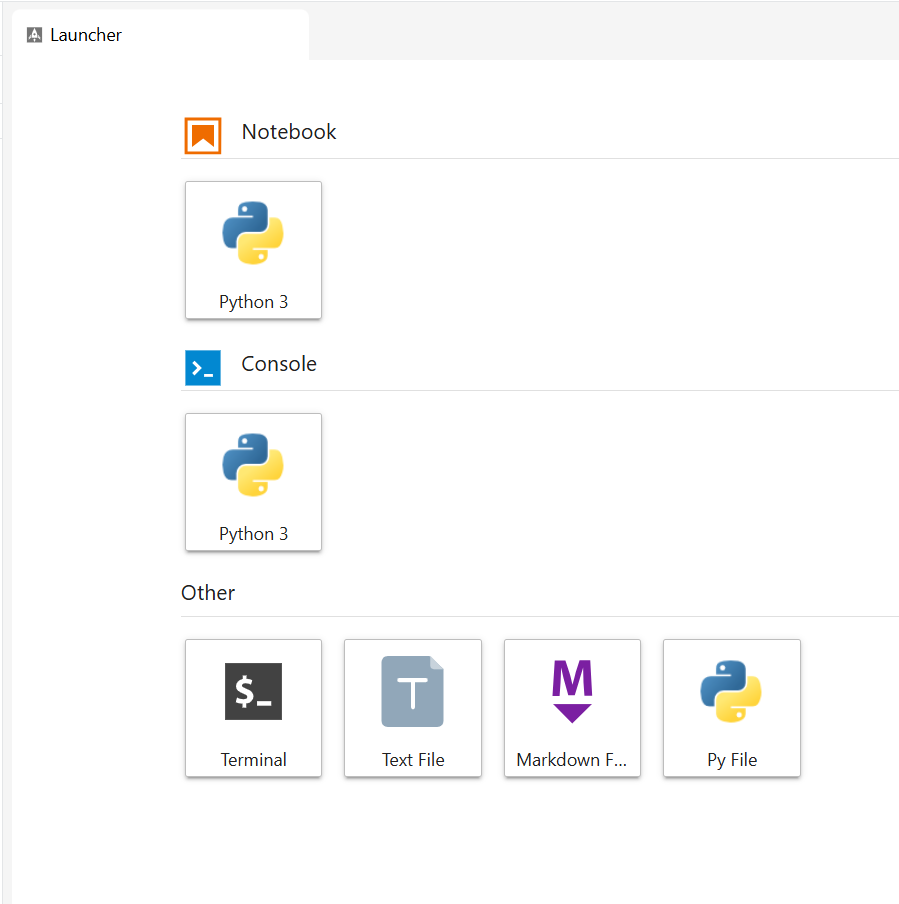 Launcher
Notebook
Python 3
Console
Python 3
Other
$_
T
M
Terminal
Text File
Markdown F...
Py File